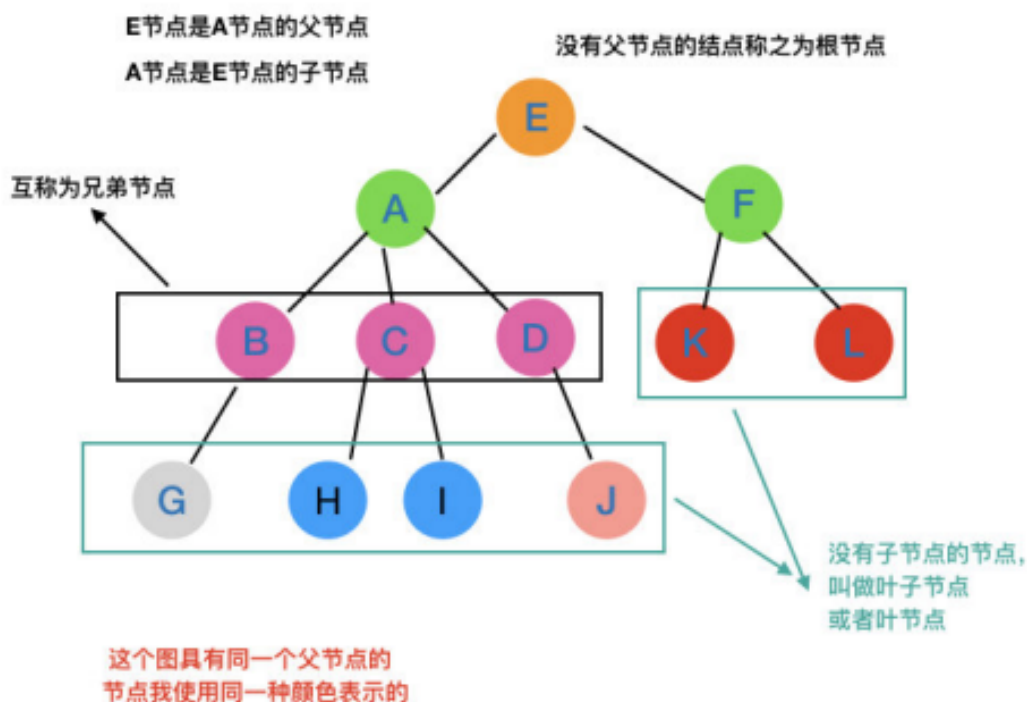 E节点是A节点的父节点
没有父节点的结点称之为根节点
A节点是E节点的子节点
E
互称为兄弟节点
A
F
B
C
D
K
L
G
H
I
J
没有子节点的节点,
叫做叶子节点
或者叶节点
这个图具有同一个父节点的
节点我使用同一种颜色表示的